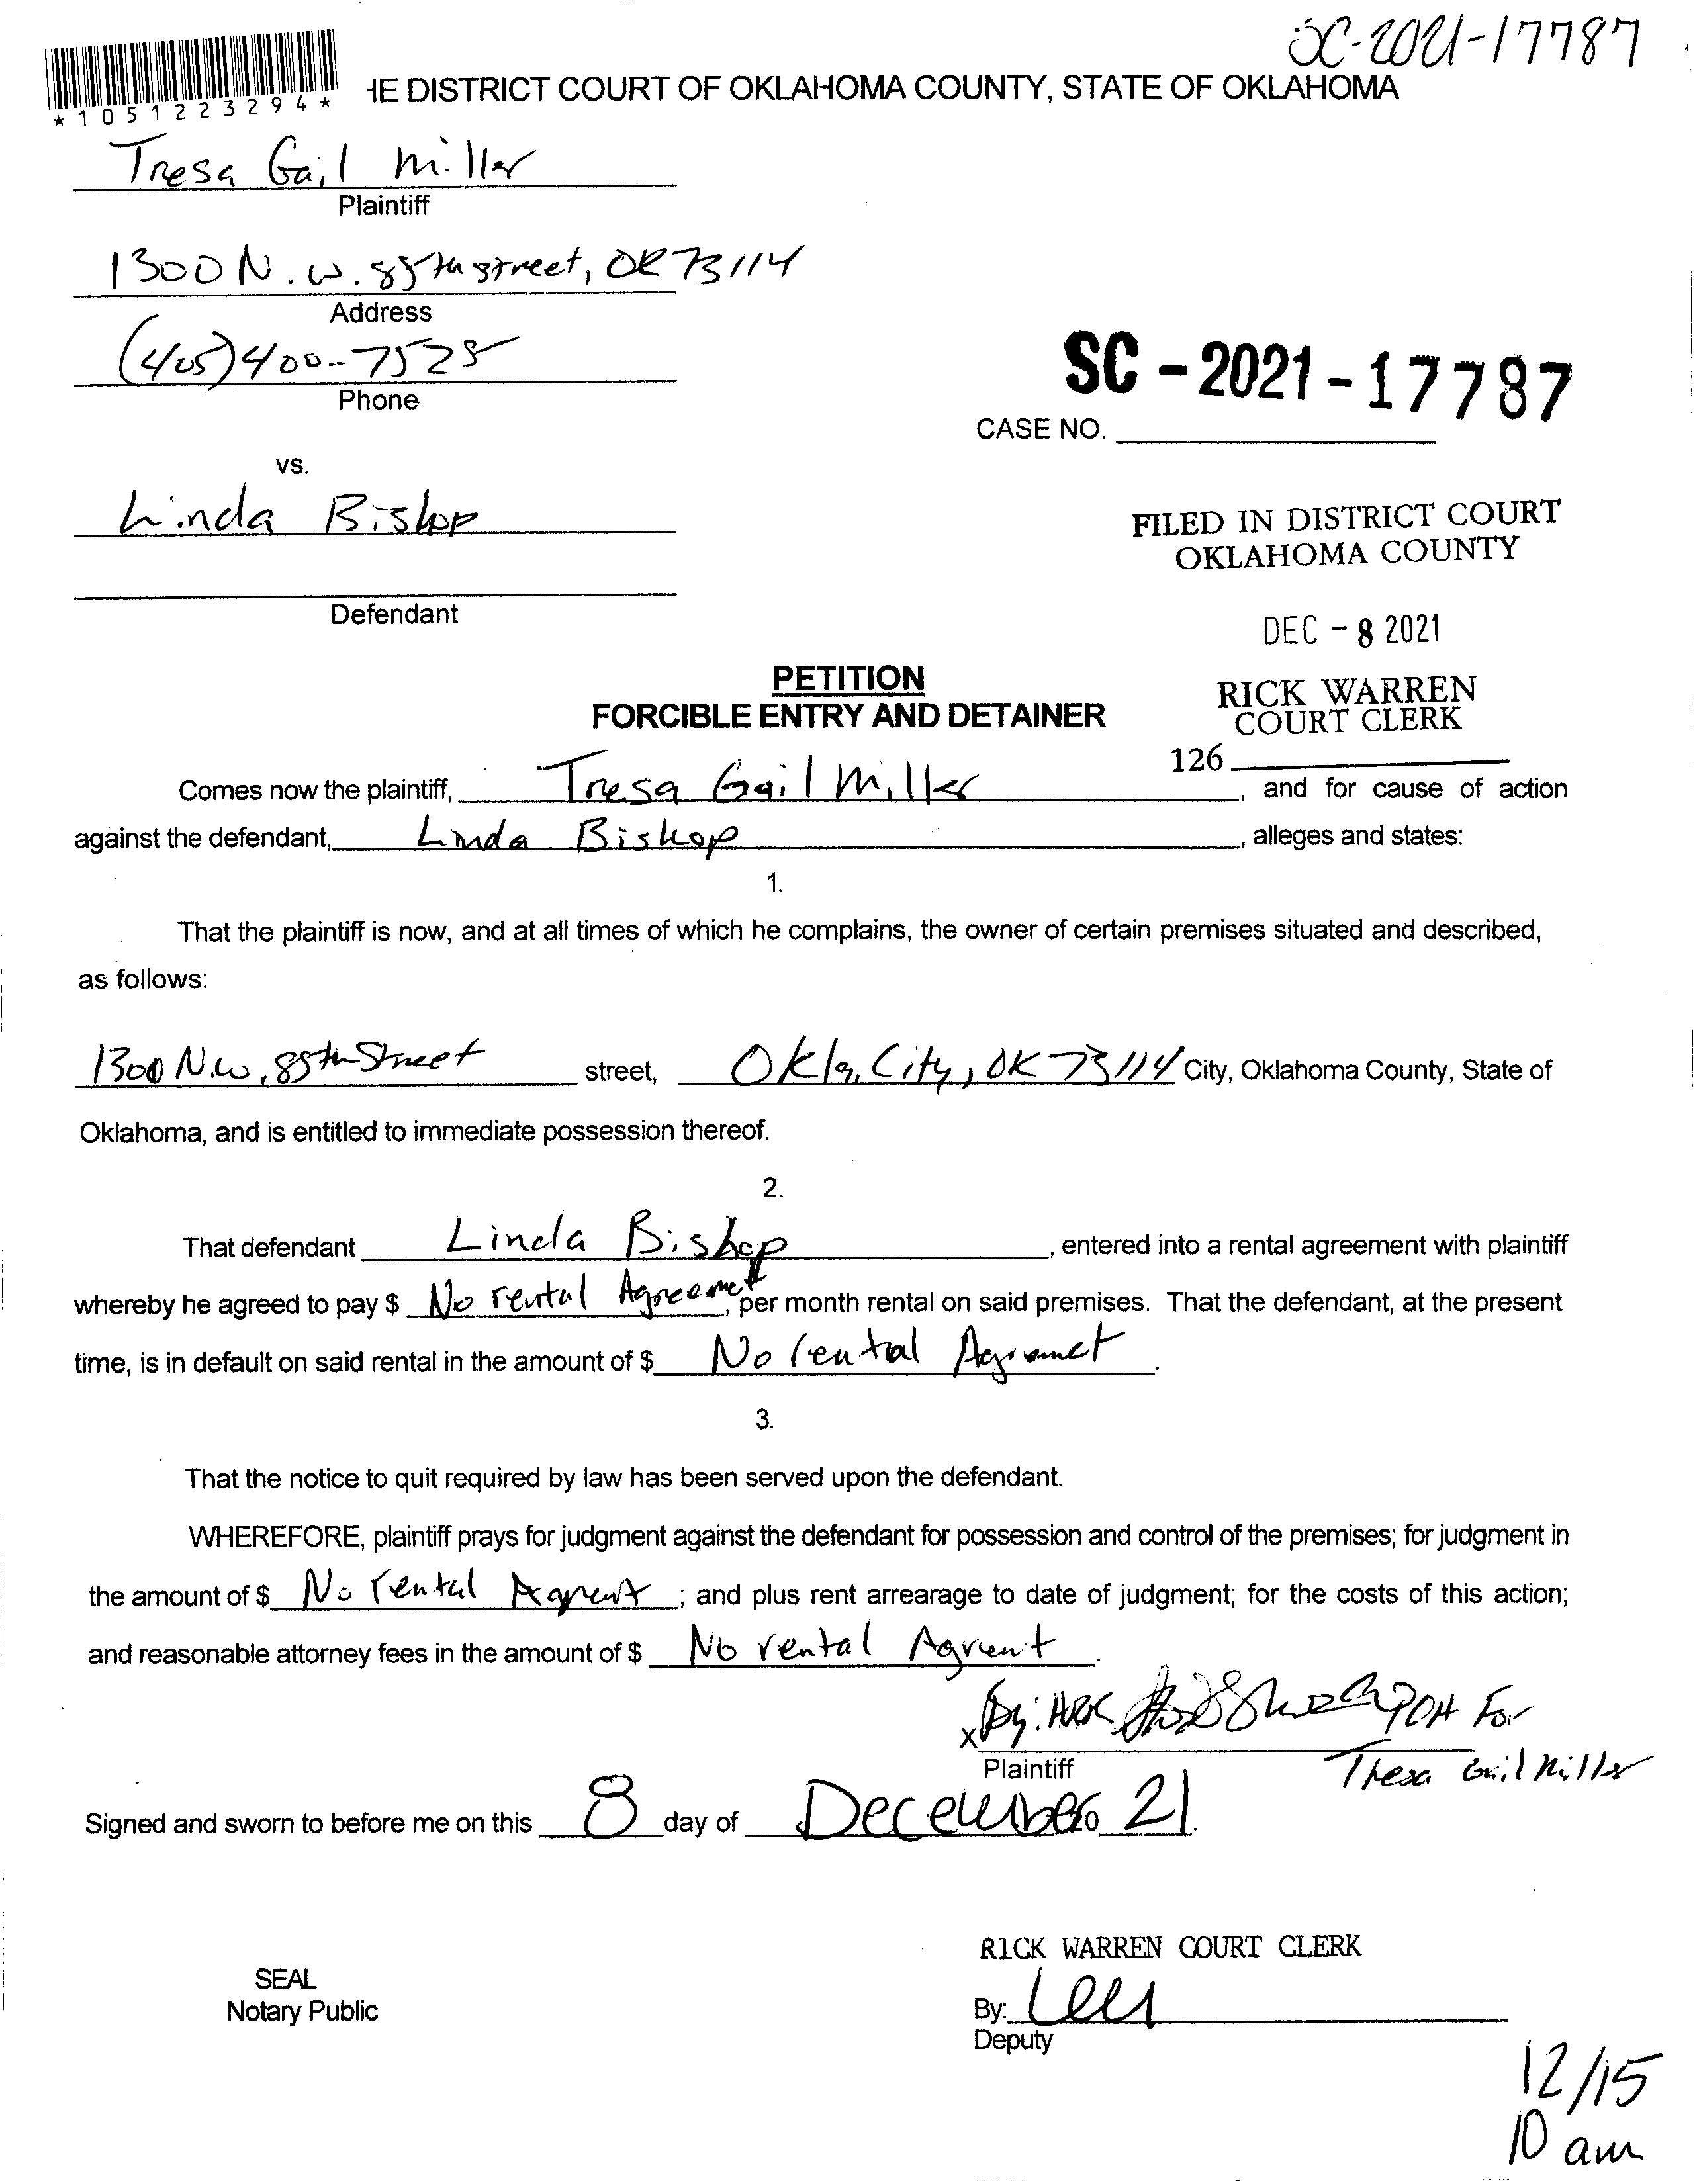 SC-2021-17787
*1051223294*
HE DISTRICT COURT OF OKLAHOMA COUNTY, STATE OF OKLAHOMA
Tresa Gail Miller
Plaintiff
1300 N. W. 88th street, OK 73114
Address
(405) 400-7528
Phone
SC-2021-17787
CASE NO.
vs.
Linda Bishop
FILED IN DISTRICT COURT
OKLAHOMA COUNTY
Defendant
DEC - 8 2021
PETITION
FORCIBLE ENTRY AND DETAINER
RICK WARREN
COURT CLERK
126
Comes now the plaintiff, Tresa Gail Miller, and for cause of action
against the defendant, Linda Bishop, alleges and states:
1.
That the plaintiff is now, and at all times of which he complains, the owner of certain premises situated and described,
as follows:
1300 N.W. 88th Street street, Okla, City, OK 73114 City, Oklahoma County, State of
Oklahoma, and is entitled to immediate possession thereof.
2.
That defendant Linda Bishop, entered into a rental agreement with plaintiff
whereby he agreed to pay $ No rental Agreemet, per month rental on said premises. That the defendant, at the present
time, is in default on said rental in the amount of $ No rental Agremet.
3.
That the notice to quit required by law has been served upon the defendant.
WHEREFORE, plaintiff prays for judgment against the defendant for possession and control of the premises; for judgment in
the amount of $ No rental Agrent; and plus rent arrearage to date of judgment; for the costs of this action;
and reasonable attorney fees in the amount of $ No rental Agrent.
x By: POA For
Plaintiff Tresa Gail Miller
Signed and sworn to before me on this 8 day of December 21.
RICK WARREN COURT CLERK
SEAL
Notary Public
By:
Deputy
12/15
10 am